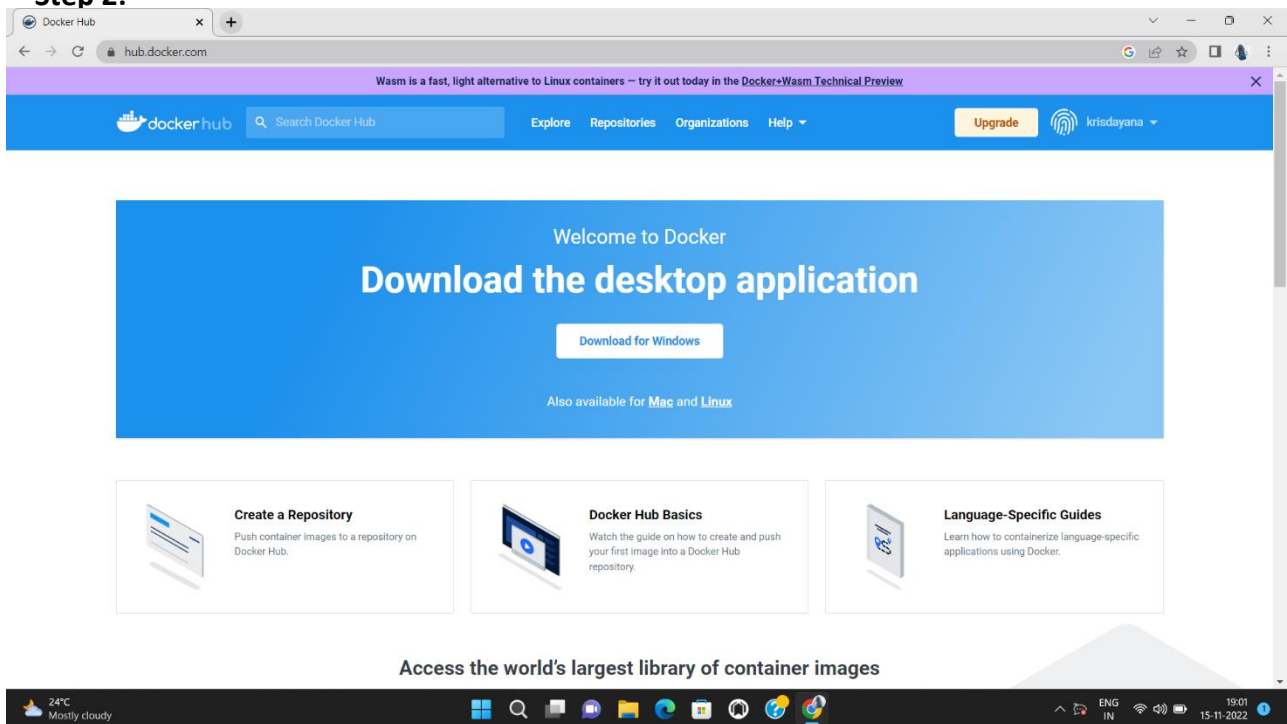 Step 2:
Docker Hub
hub.docker.com
Wasm is a fast, light alternative to Linux containers — try it out today in the Docker+Wasm Technical Preview
docker hub Search Docker Hub Explore Repositories Organizations Help Upgrade krisdayana
Welcome to Docker
Download the desktop application
Download for Windows
Also available for Mac and Linux
Create a Repository
Push container images to a repository on
Docker Hub.
Docker Hub Basics
Watch the guide on how to create and push
your first image into a Docker Hub
repository.
Language-Specific Guides
Learn how to containerize language-specific
applications using Docker.
Access the world's largest library of container images
24°C
Mostly cloudy
ENG
IN
19:01
15-11-2022
1